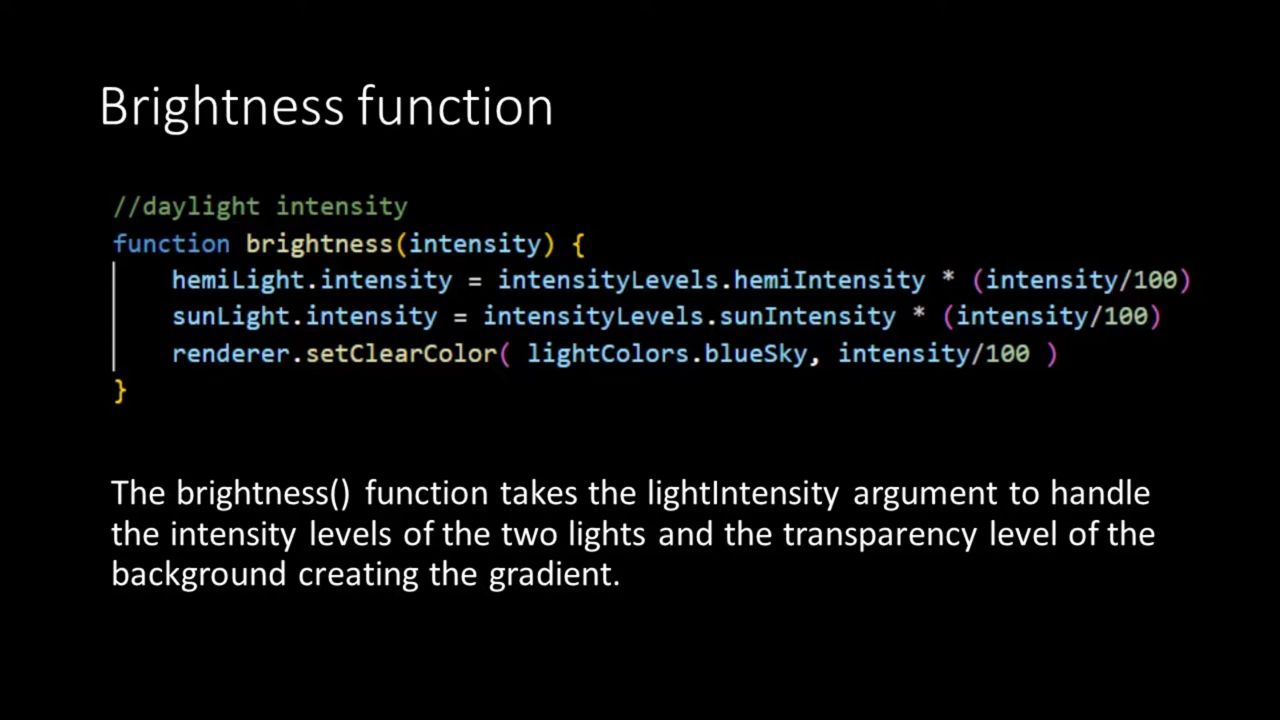 Brightness function
//daylight intensity
function brightness(intensity) {
hemiLight.intensity = intensityLevels.hemiIntensity * (intensity/100)
sunLight.intensity = intensityLevels.sunIntensity * (intensity/100)
renderer.setClearColor( lightColors.blueSky, intensity/100 )
}
The brightness() function takes the lightIntensity argument to handle
the intensity levels of the two lights and the transparency level of the
background creating the gradient.